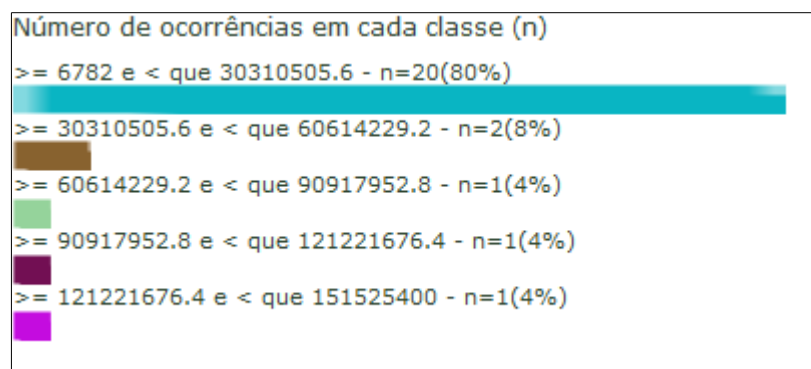 Número de ocorrências em cada classe (n)
>= 6782 e < que 30310505.6 - n=20(80%)
>= 30310505.6 e < que 60614229.2 - n=2(8%)
>= 60614229.2 e < que 90917952.8 - n=1(4%)
>= 90917952.8 e < que 121221676.4 - n=1(4%)
>= 121221676.4 e < que 151525400 - n=1(4%)